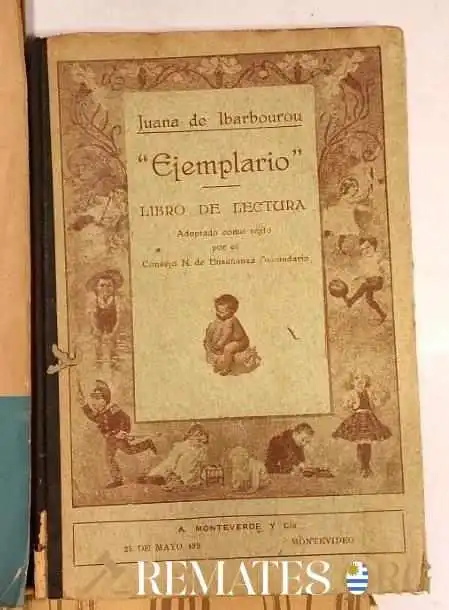 Juana de Ibarbourou
"Ejemplario"
LIBRO DE LECTURA
Adoptado como texto
por el
Consejo N. de Enseñanza
A. MONTEVERDE y Cía
25 DE MAYO
MONTEVIDEO
REMATES